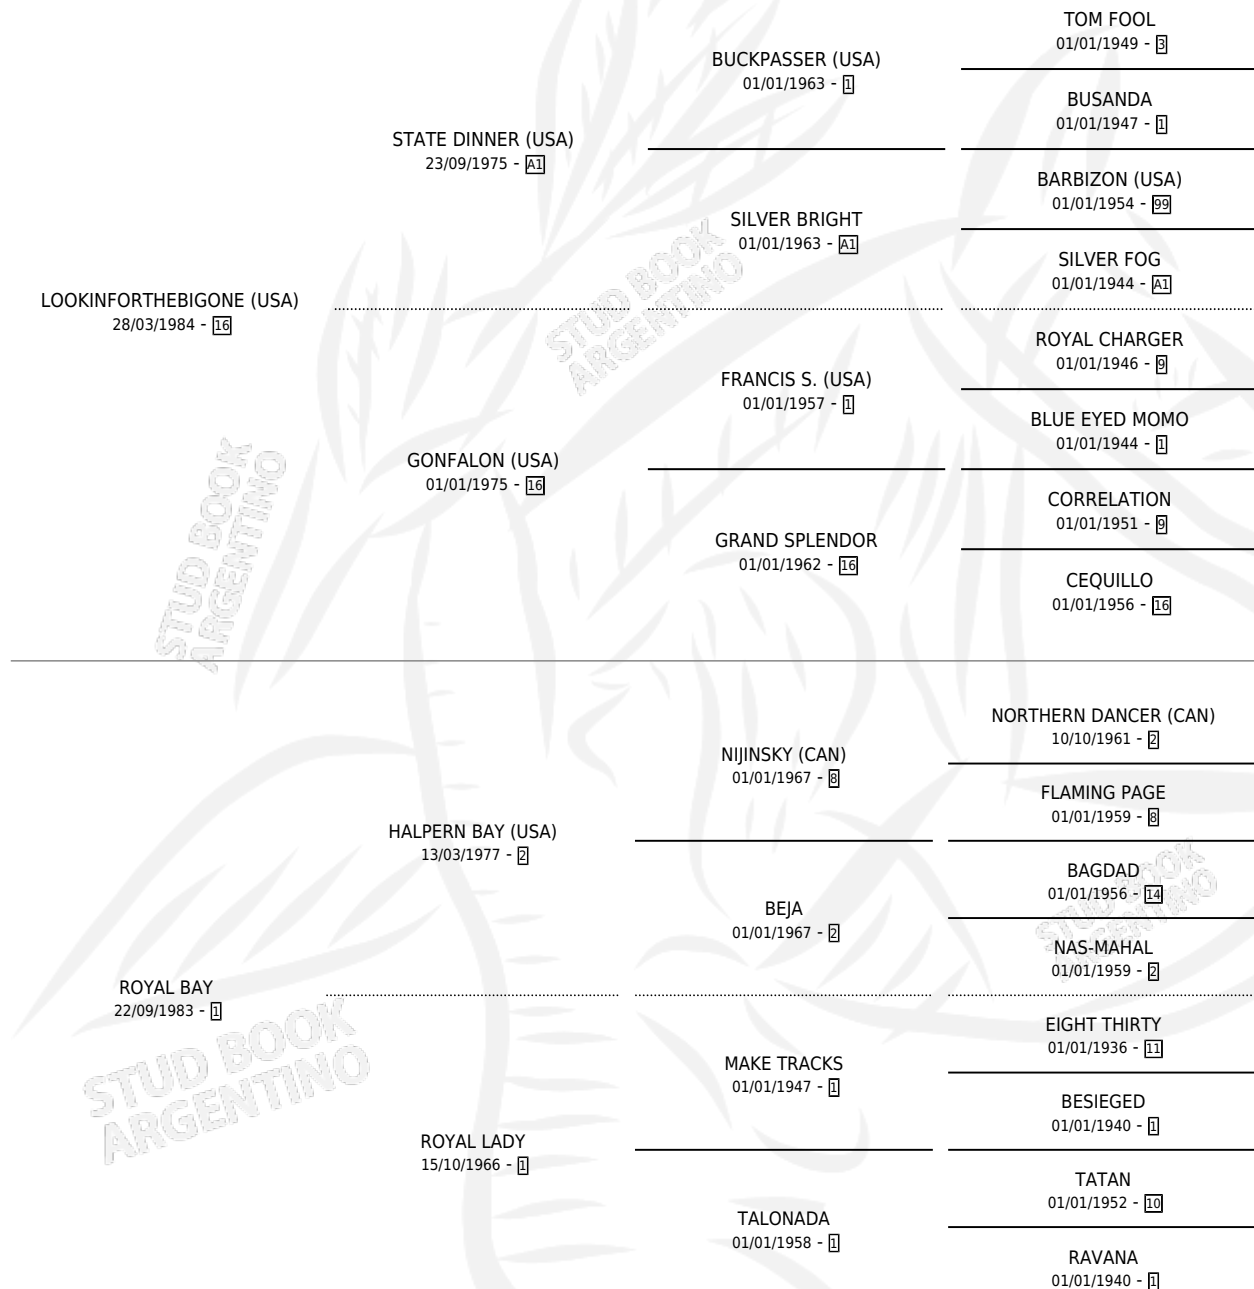 TOM FOOL
01/01/1949 - 3
BUCKPASSER (USA)
01/01/1963 - 1
BUSANDA
01/01/1947 - 1
STATE DINNER (USA)
23/09/1975 - A1
BARBIZON (USA)
01/01/1954 - 99
SILVER BRIGHT
01/01/1963 - A1
SILVER FOG
01/01/1944 - A1
LOOKINFORTHEBIGONE (USA)
28/03/1984 - 16
ROYAL CHARGER
01/01/1946 - 9
FRANCIS S. (USA)
01/01/1957 - 1
BLUE EYED MOMO
01/01/1944 - 1
GONFALON (USA)
01/01/1975 - 16
CORRELATION
01/01/1951 - 9
GRAND SPLENDOR
01/01/1962 - 16
CEQUILLO
01/01/1956 - 16
NORTHERN DANCER (CAN)
10/10/1961 - 2
NIJINSKY (CAN)
01/01/1967 - 8
FLAMING PAGE
01/01/1959 - 8
HALPERN BAY (USA)
13/03/1977 - 2
BAGDAD
01/01/1956 - 14
BEJA
01/01/1967 - 2
NAS-MAHAL
01/01/1959 - 2
ROYAL BAY
22/09/1983 - 1
EIGHT THIRTY
01/01/1936 - 11
MAKE TRACKS
01/01/1947 - 1
BESIEGED
01/01/1940 - 1
ROYAL LADY
15/10/1966 - 1
TATAN
01/01/1952 - 10
TALONADA
01/01/1958 - 1
RAVANA
01/01/1940 - 1
STUD BOOK
ARGENTINO
STUD BOOK
ARGENTINO
STUD BOOK
ARGENTINO
STUD BOOK
ARGENTINO